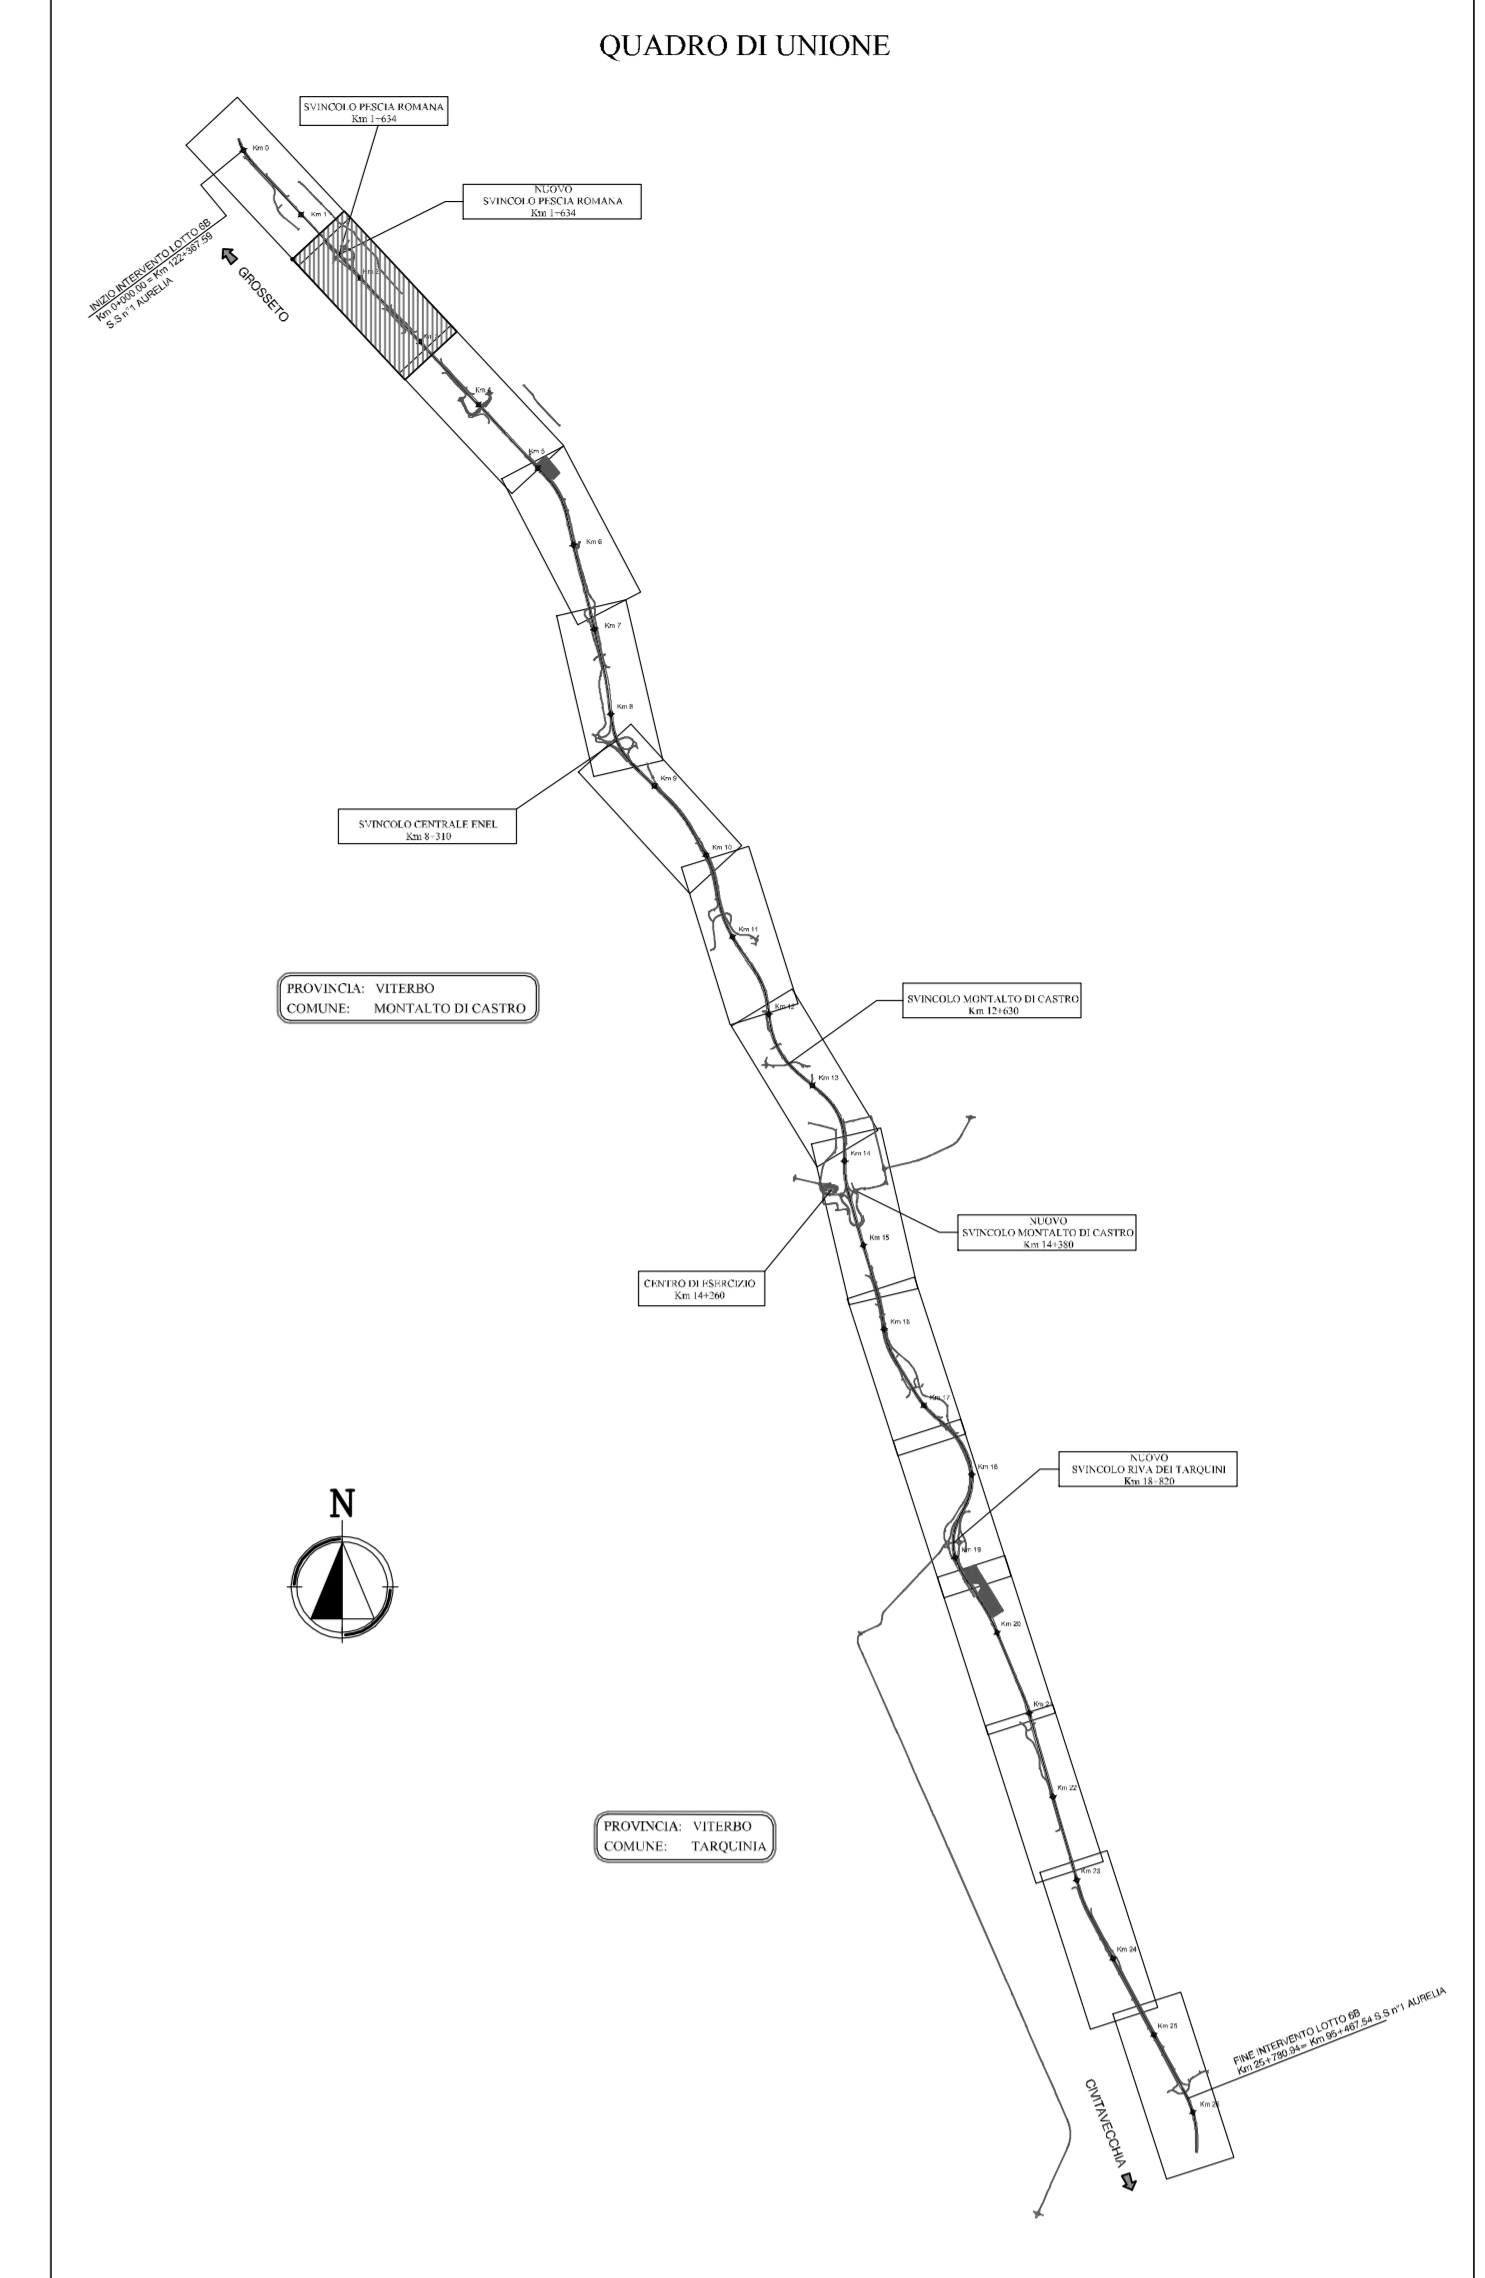 QUADRO DI UNIONE
SVINCOLO PESCIA ROMANA
Km 1+634
Km 0
NUOVO
SVINCOLO PESCIA ROMANA
Km 1+634
Km 1
INIZIO INTERVENTO LOTTO 6B
Km 0+000.00 = Km 122+367.59
S.S n°1 AURELIA
GROSSETO
Km 2
Km 4
Km 5
Km 6
Km 7
Km 8
Km 9
SVINCOLO CENTRALE ENEL
Km 8+310
Km 10
Km 11
PROVINCIA: VITERBO
COMUNE: MONTALTO DI CASTRO
SVINCOLO MONTALTO DI CASTRO
Km 12+630
Km 12
Km 13
Km 14
NUOVO
SVINCOLO MONTALTO DI CASTRO
Km 14+380
Km 15
CENTRO DI ESERCIZIO
Km 14+260
Km 16
Km 17
NUOVO
SVINCOLO RIVA DEI TARQUINI
Km 18+820
Km 18
N
Km 19
Km 20
Km 21
Km 22
PROVINCIA: VITERBO
COMUNE: TARQUINIA
Km 23
Km 24
Km 25
FINE INTERVENTO LOTTO 6B
Km 25+780.94= Km 95+467.54 S.S n°1 AURELIA
CIVITAVECCHIA
Km 26